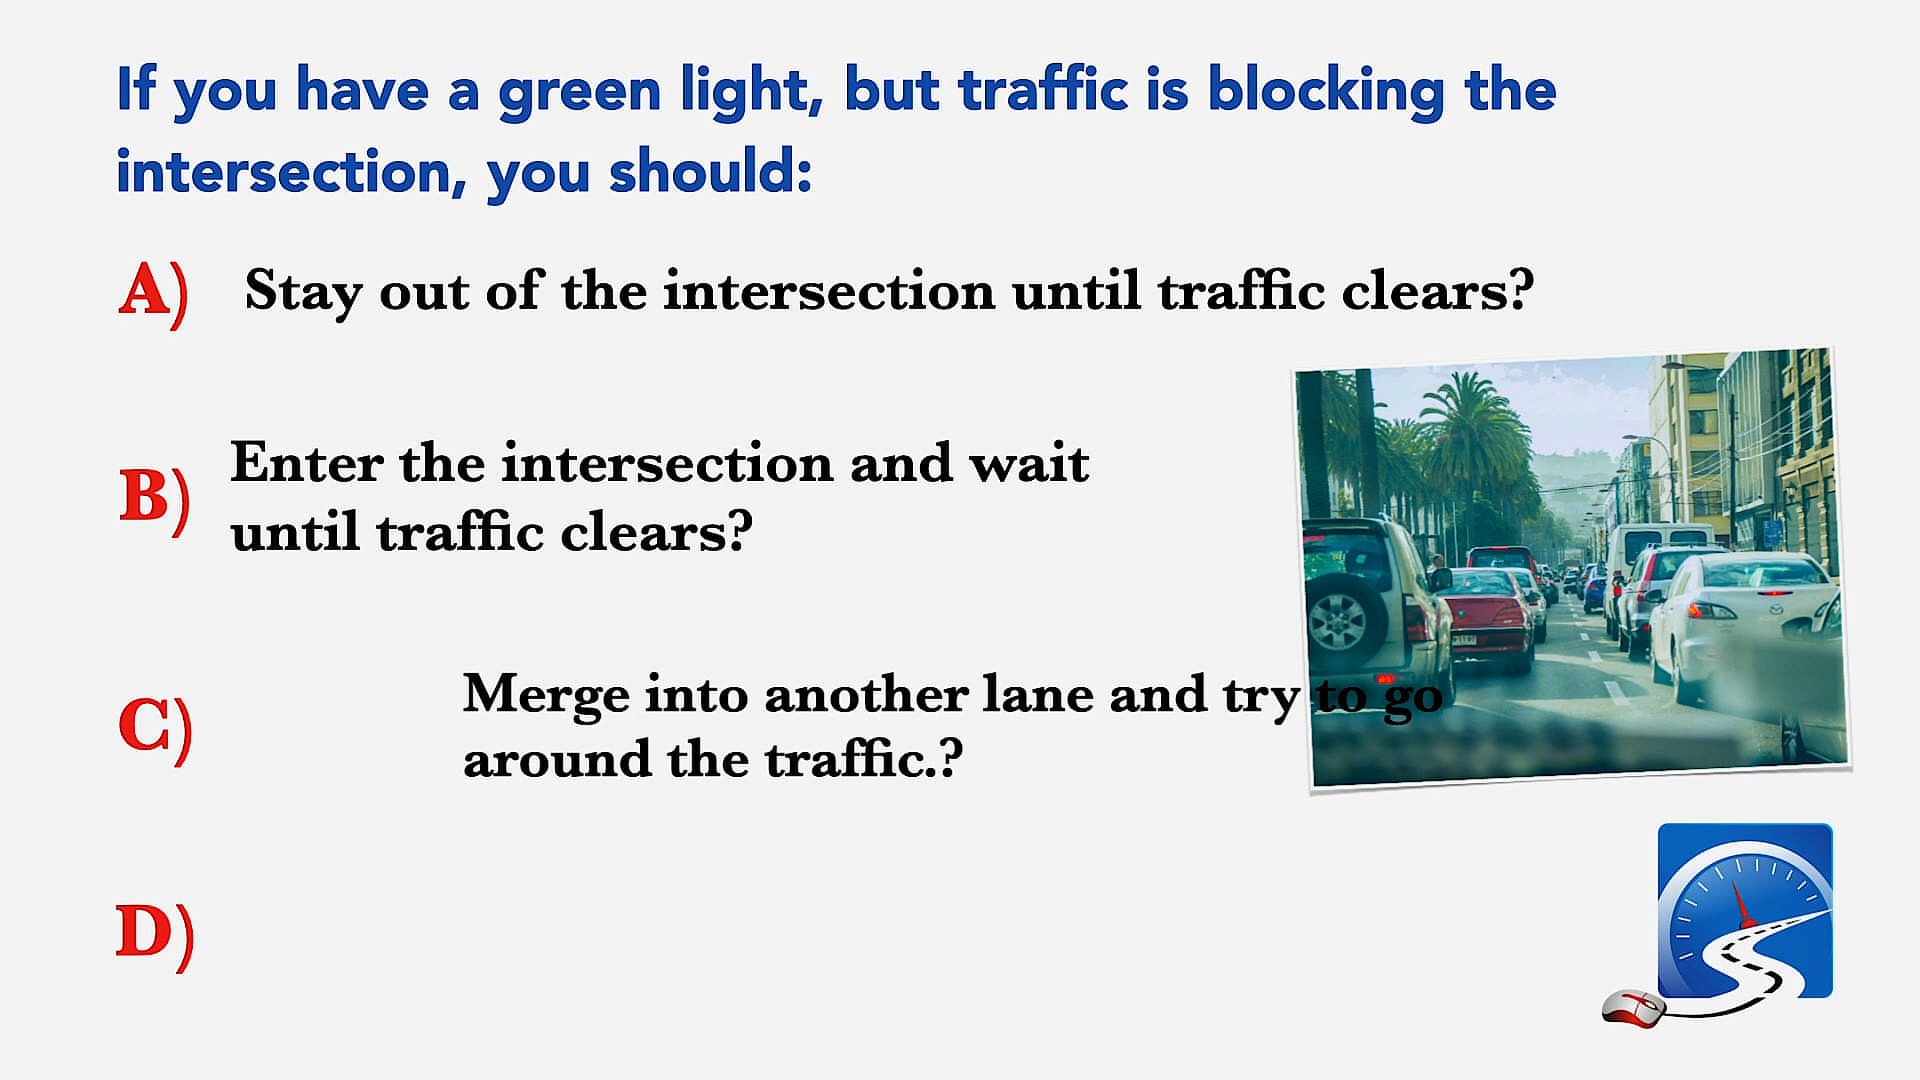 If you have a green light, but traffic is blocking the
intersection, you should:
A) Stay out of the intersection until traffic clears?
B) Enter the intersection and wait
until traffic clears?
C) Merge into another lane and try to go
around the traffic.?
D)